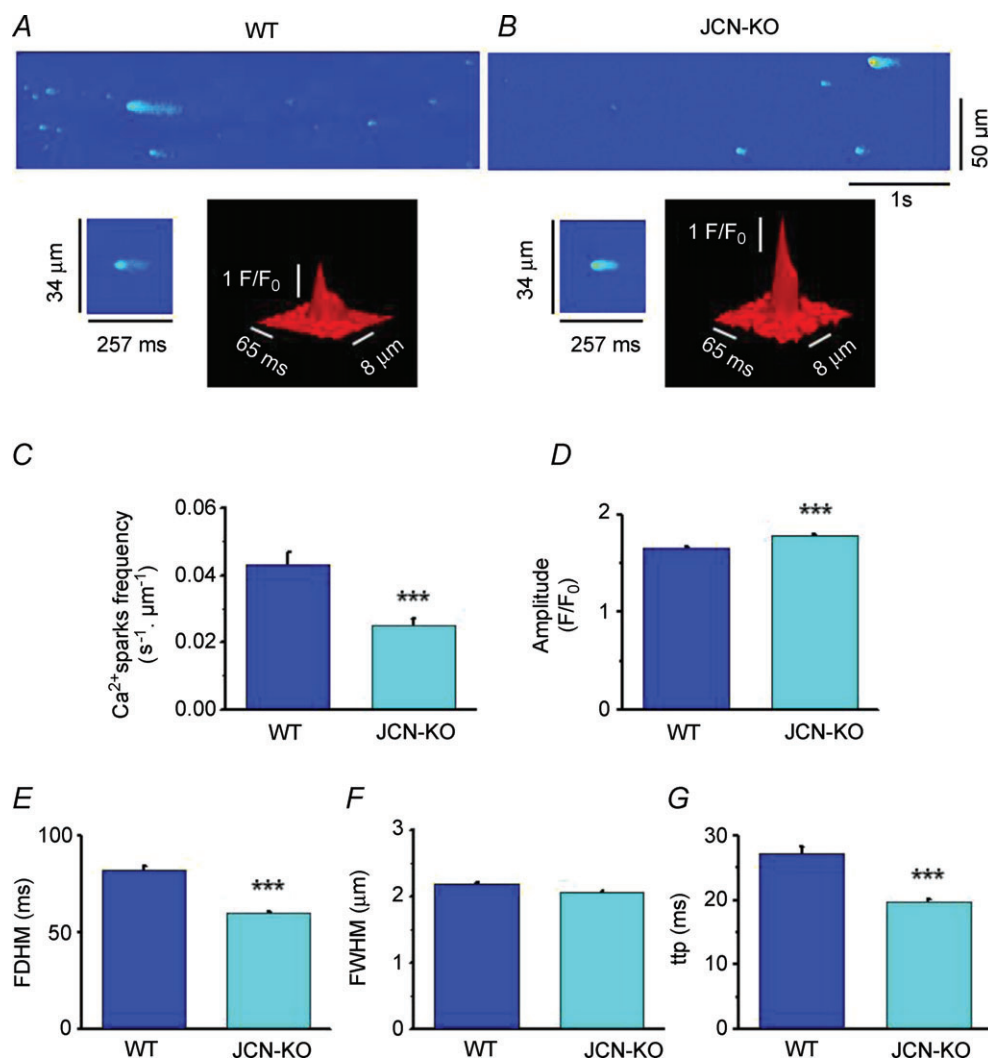 A
WT
B
JCN-KO
50 μm
1s
34 μm
257 ms
1 F/F₀
65 ms
8 μm
34 μm
257 ms
1 F/F₀
65 ms
8 μm
C
Ca²⁺sparks frequency
(s⁻¹. μm⁻¹)
0.06
0.04
0.02
0.00
***
WT
JCN-KO
D
Amplitude
(F/F₀)
2
1
0
***
WT
JCN-KO
E
FDHM (ms)
100
50
0
***
WT
JCN-KO
F
FWHM (μm)
3
2
1
0
WT
JCN-KO
G
ttp (ms)
30
20
10
0
***
WT
JCN-KO